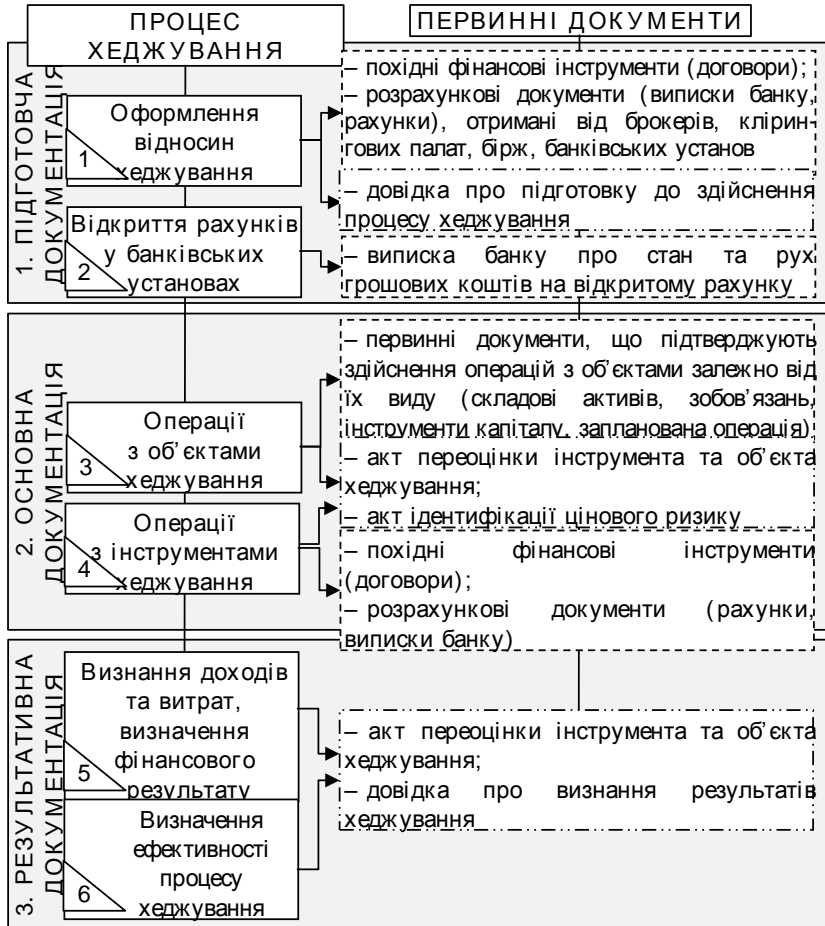 ПРОЦЕС
ХЕДЖУВАННЯ
ПЕРВИННІ ДОКУМЕНТИ
1. ПІДГОТОВЧА
ДОКУМЕНТАЦІЯ
Оформлення
відносин
хеджування
1
Відкриття рахунків
у банківських
установах
2
– похідні фінансові інструменти (договори);
– розрахункові документи (виписки банку,
рахунки), отримані від брокерів, клірин-
гових палат, бірж, банківських установ
– довідка про підготовку до здійснення
процесу хеджування
– виписка банку про стан та рух
грошових коштів на відкритому рахунку
2. ОСНОВНА
ДОКУМЕНТАЦІЯ
Операції
з об’єктами
хеджування
3
Операції
з інструментами
хеджування
4
– первинні документи, що підтверджують
здійснення операцій з об’єктами залежно від
їх виду (складові активів, зобов’язань,
інструменти капіталу, запланована операція)
– акт переоцінки інструмента та об’єкта
хеджування;
– акт ідентифікації цінового ризику
– похідні фінансові інструменти
(договори);
– розрахункові документи (рахунки,
виписки банку)
3. РЕЗУЛЬТАТИВНА
ДОКУМЕНТАЦІЯ
Визнання доходів
та витрат,
визначення
фінансового
результату
5
Визначення
ефективності
процесу
хеджування
6
– акт переоцінки інструмента та об’єкта
хеджування;
– довідка про визнання результатів
хеджування